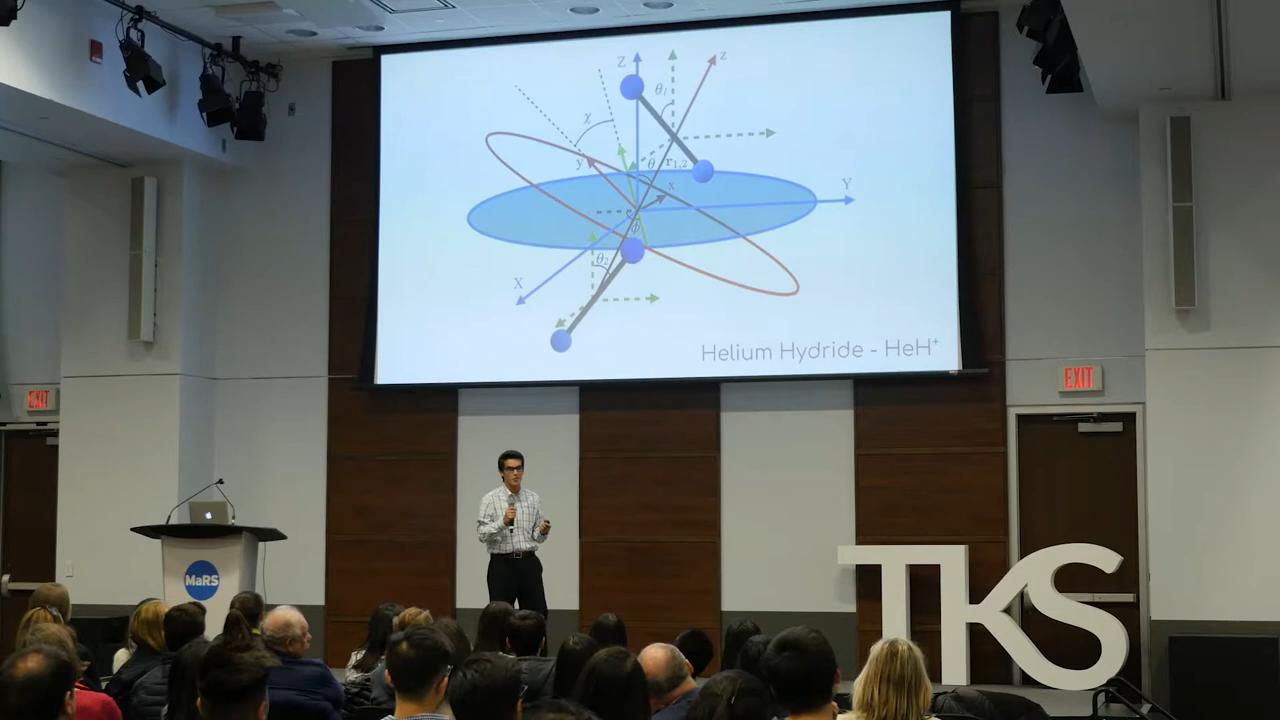 Z
z
θ₁
χ
y
θ
r₁,₂
x
Y
ϕ
θ₂
X
Helium Hydride - HeH⁺
EXIT
EXIT
MaRS
TKS